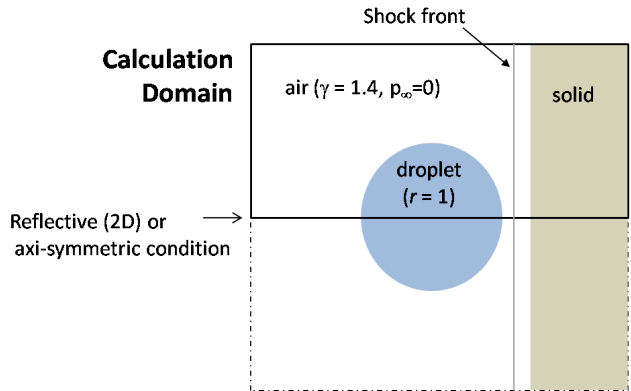 Shock front
Calculation
Domain
air (γ = 1.4, p∞=0)
solid
droplet
(r = 1)
Reflective (2D) or
axi-symmetric condition